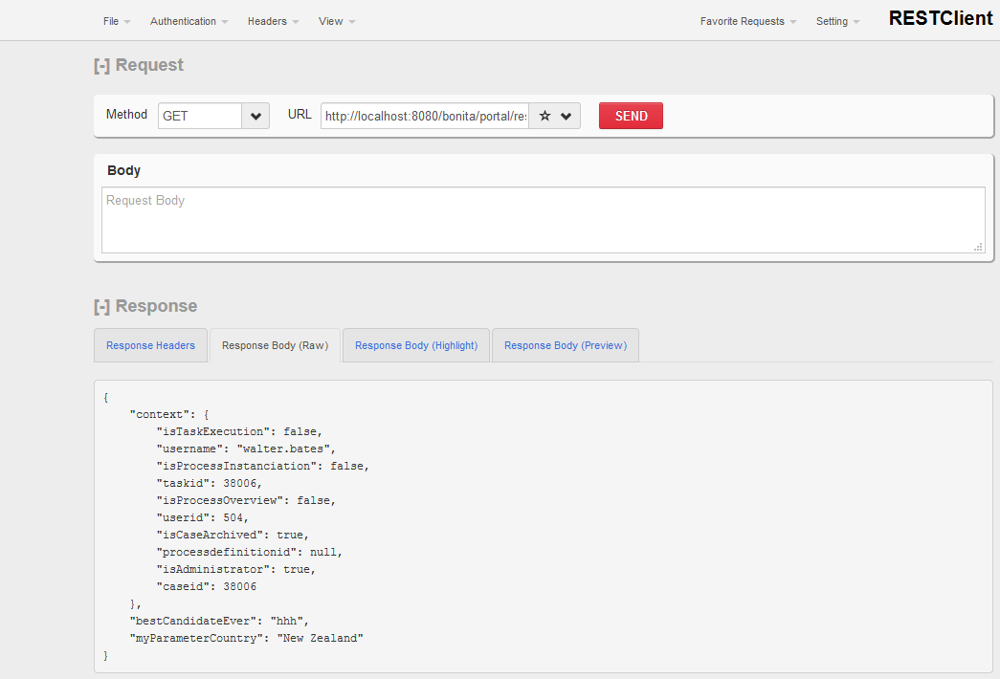 File Authentication Headers View Favorite Requests Setting RESTClient
[-] Request
Method GET URL http://localhost:8080/bonita/portal/res SEND
Body
Request Body
[-] Response
Response Headers Response Body (Raw) Response Body (Highlight) Response Body (Preview)
{
    "context": {
        "isTaskExecution": false,
        "username": "walter.bates",
        "isProcessInstanciation": false,
        "taskid": 38006,
        "isProcessOverview": false,
        "userid": 504,
        "isCaseArchived": true,
        "processdefinitionid": null,
        "isAdministrator": true,
        "caseid": 38006
    },
    "bestCandidateEver": "hhh",
    "myParameterCountry": "New Zealand"
}